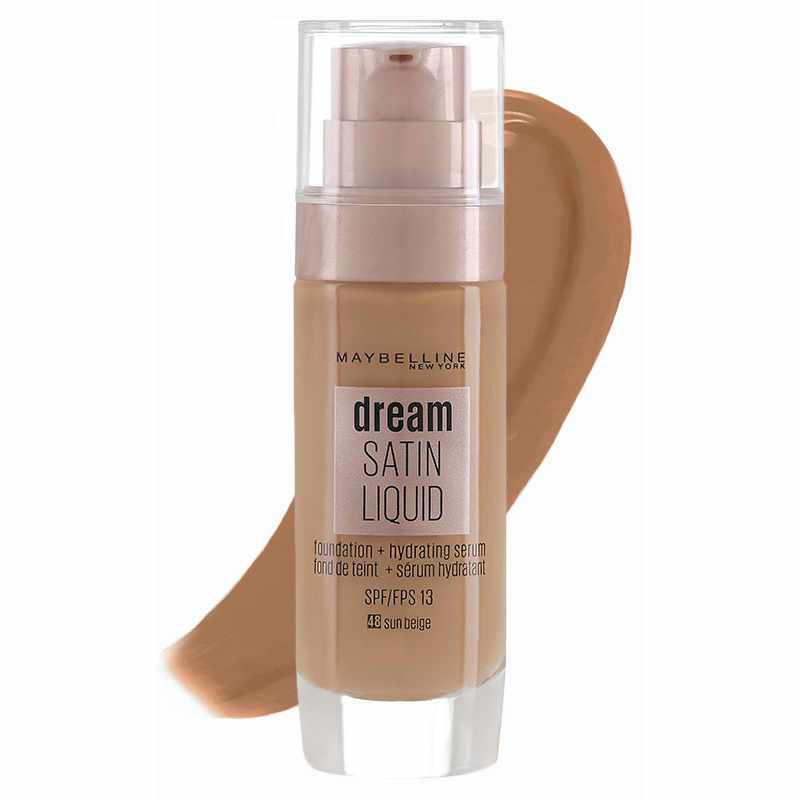 MAYBELLINE
NEW YORK
dream
SATIN
LIQUID
foundation + hydrating serum
fond de teint + sérum hydratant
SPF/FPS 13
48 sun beige